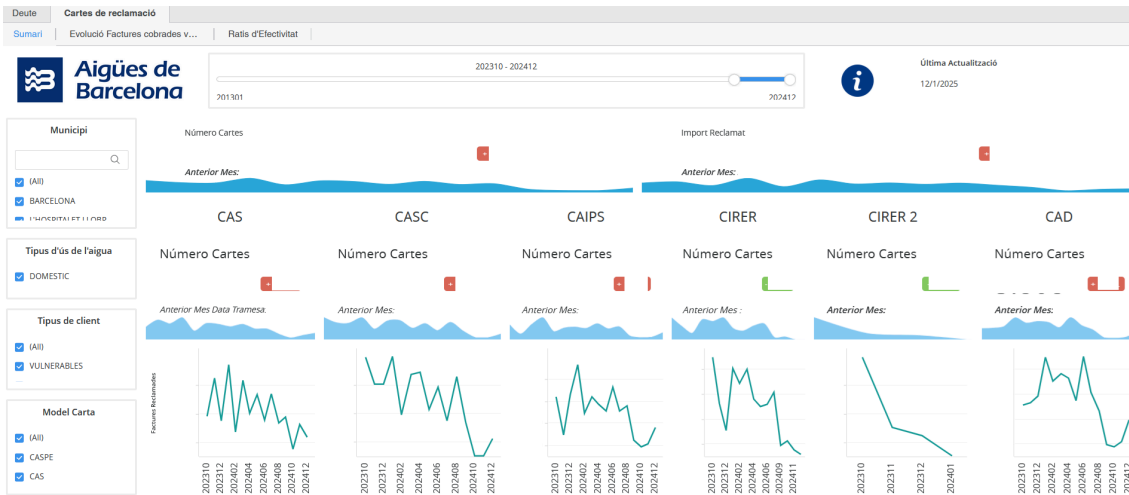 Deute Cartes de reclamació
Sumari Evolució Factures cobrades v... Ratis d'Efectivitat
Aigües de
Barcelona
202310 - 202412
201301 202412
Última Actualització
12/1/2025
Municipi
(All)
BARCELONA
Tipus d'ús de l'aigua
DOMESTIC
Tipus de client
(All)
VULNERABLES
Model Carta
(All)
CASPE
CAS
Número Cartes
Anterior Mes:
Import Reclamat
Anterior Mes:
CAS CASC CAIPS CIRER CIRER 2 CAD
Número Cartes Número Cartes Número Cartes Número Cartes Número Cartes Número Cartes
Anterior Mes Data Tramesa: Anterior Mes: Anterior Mes: Anterior Mes : Anterior Mes: Anterior Mes:
Factures Reclamades
202310 202312 202402 202404 202406 202408 202410 202412
202310 202312 202402 202404 202406 202408 202410 202412
202310 202312 202402 202404 202406 202408 202410 202412
202310 202312 202402 202404 202406 202409 202411
202310 202311 202312 202401
202310 202312 202402 202404 202406 202408 202410 202412